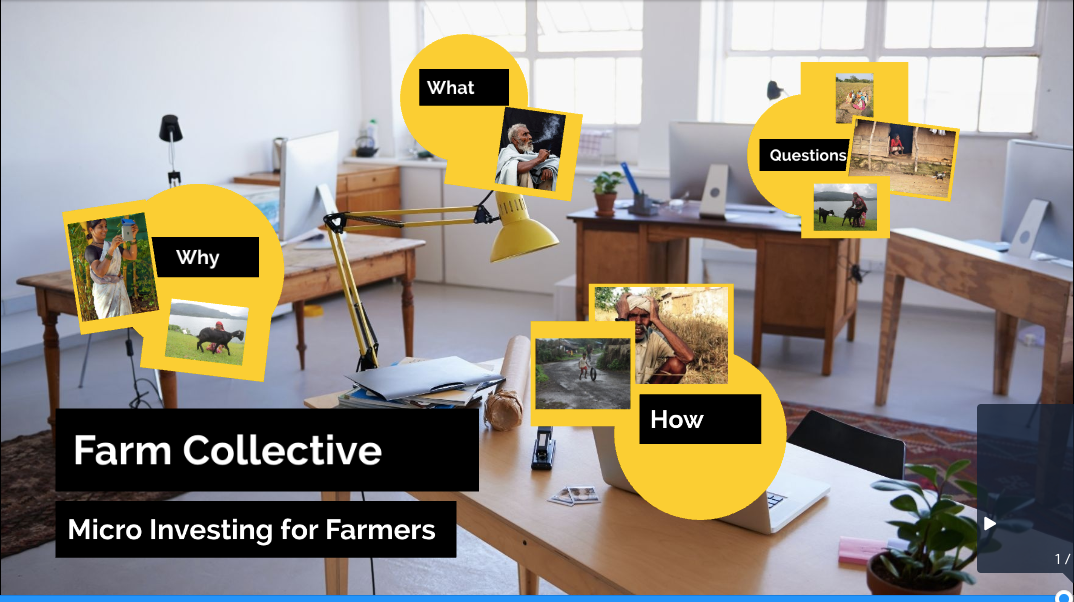 What
Questions
Why
How
Farm Collective
Micro Investing for Farmers
1 /